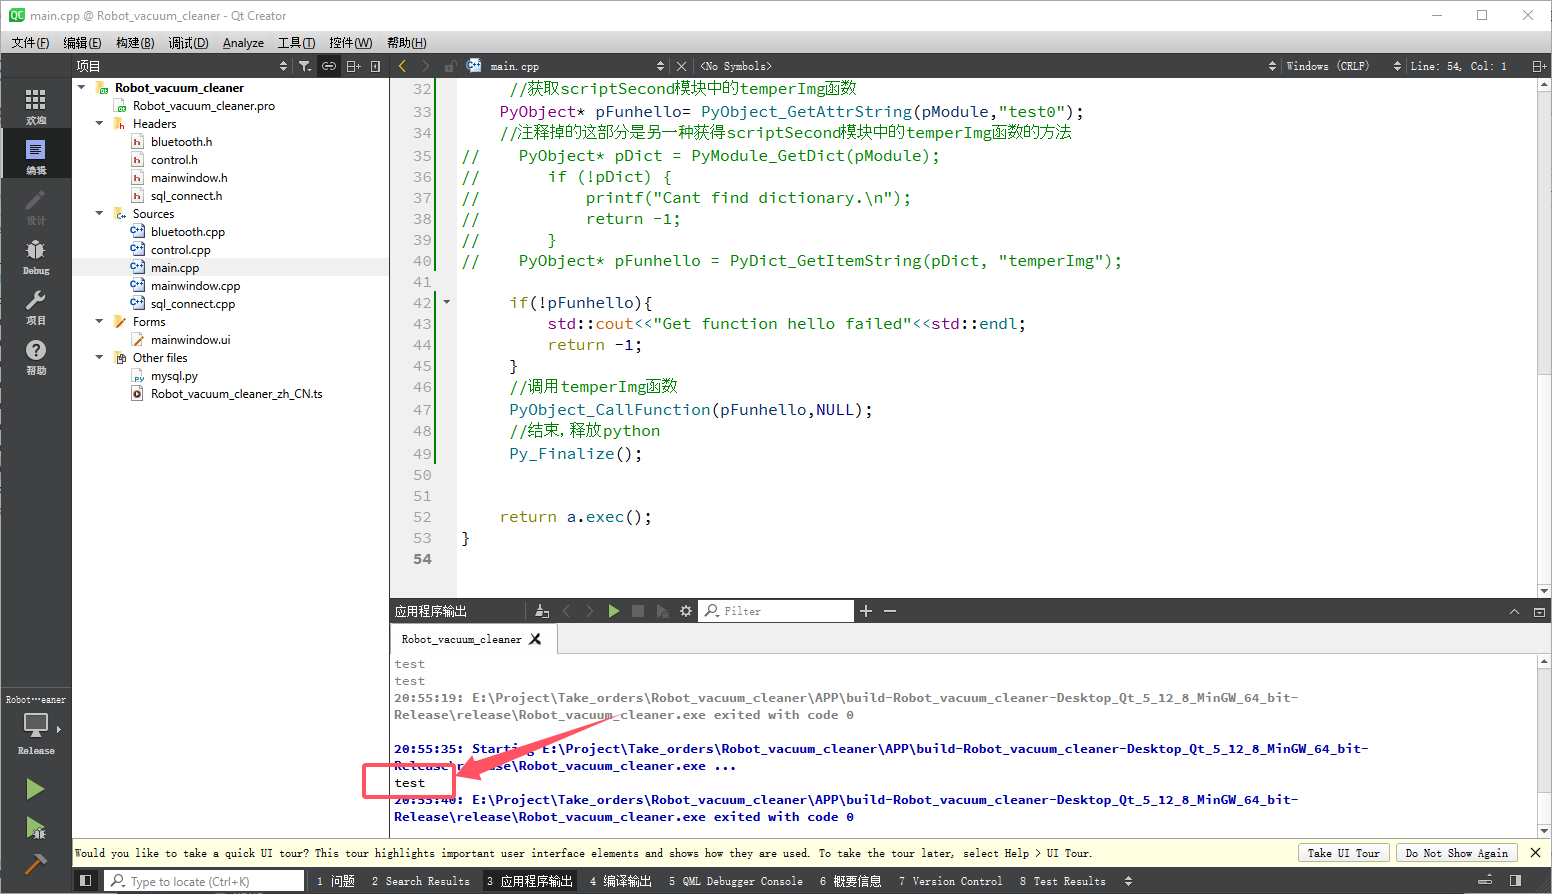 main.cpp @ Robot_vacuum_cleaner - Qt Creator
文件(F) 编辑(E) 构建(B) 调试(D) Analyze 工具(T) 控件(W) 帮助(H)
项目
main.cpp
<No Symbols>
Windows (CRLF)
Line: 54, Col: 1
欢迎
编辑
设计
Debug
项目
帮助
Robot···eaner
Release
Robot_vacuum_cleaner
Robot_vacuum_cleaner.pro
Headers
bluetooth.h
control.h
mainwindow.h
sql_connect.h
Sources
bluetooth.cpp
control.cpp
main.cpp
mainwindow.cpp
sql_connect.cpp
Forms
mainwindow.ui
Other files
mysql.py
Robot_vacuum_cleaner_zh_CN.ts
32 //获取scriptSecond模块中的temperImg函数
33 PyObject* pFunhello= PyObject_GetAttrString(pModule,"test0");
34 //注释掉的这部分是另一种获得scriptSecond模块中的temperImg函数的方法
35 // PyObject* pDict = PyModule_GetDict(pModule);
36 // if (!pDict) {
37 // printf("Cant find dictionary.\n");
38 // return -1;
39 // }
40 // PyObject* pFunhello = PyDict_GetItemString(pDict, "temperImg");
41
42 if(!pFunhello){
43 std::cout<<"Get function hello failed"<<std::endl;
44 return -1;
45 }
46 //调用temperImg函数
47 PyObject_CallFunction(pFunhello,NULL);
48 //结束，释放python
49 Py_Finalize();
50
51
52 return a.exec();
53 }
54
应用程序输出
Filter
Robot_vacuum_cleaner
test
test
20:55:19: E:\Project\Take_orders\Robot_vacuum_cleaner\APP\build-Robot_vacuum_cleaner-Desktop_Qt_5_12_8_MinGW_64_bit-
Release\release\Robot_vacuum_cleaner.exe exited with code 0
20:55:35: Starting E:\Project\Take_orders\Robot_vacuum_cleaner\APP\build-Robot_vacuum_cleaner-Desktop_Qt_5_12_8_MinGW_64_bit-
Release\release\Robot_vacuum_cleaner.exe ...
test
20:55:40: E:\Project\Take_orders\Robot_vacuum_cleaner\APP\build-Robot_vacuum_cleaner-Desktop_Qt_5_12_8_MinGW_64_bit-
Release\release\Robot_vacuum_cleaner.exe exited with code 0
Would you like to take a quick UI tour? This tour highlights important user interface elements and shows how they are used. To take the tour later, select Help > UI Tour.
Take UI Tour
Do Not Show Again
Type to locate (Ctrl+K)
1 问题 2 Search Results 3 应用程序输出 4 编译输出 5 QML Debugger Console 6 概要信息 7 Version Control 8 Test Results